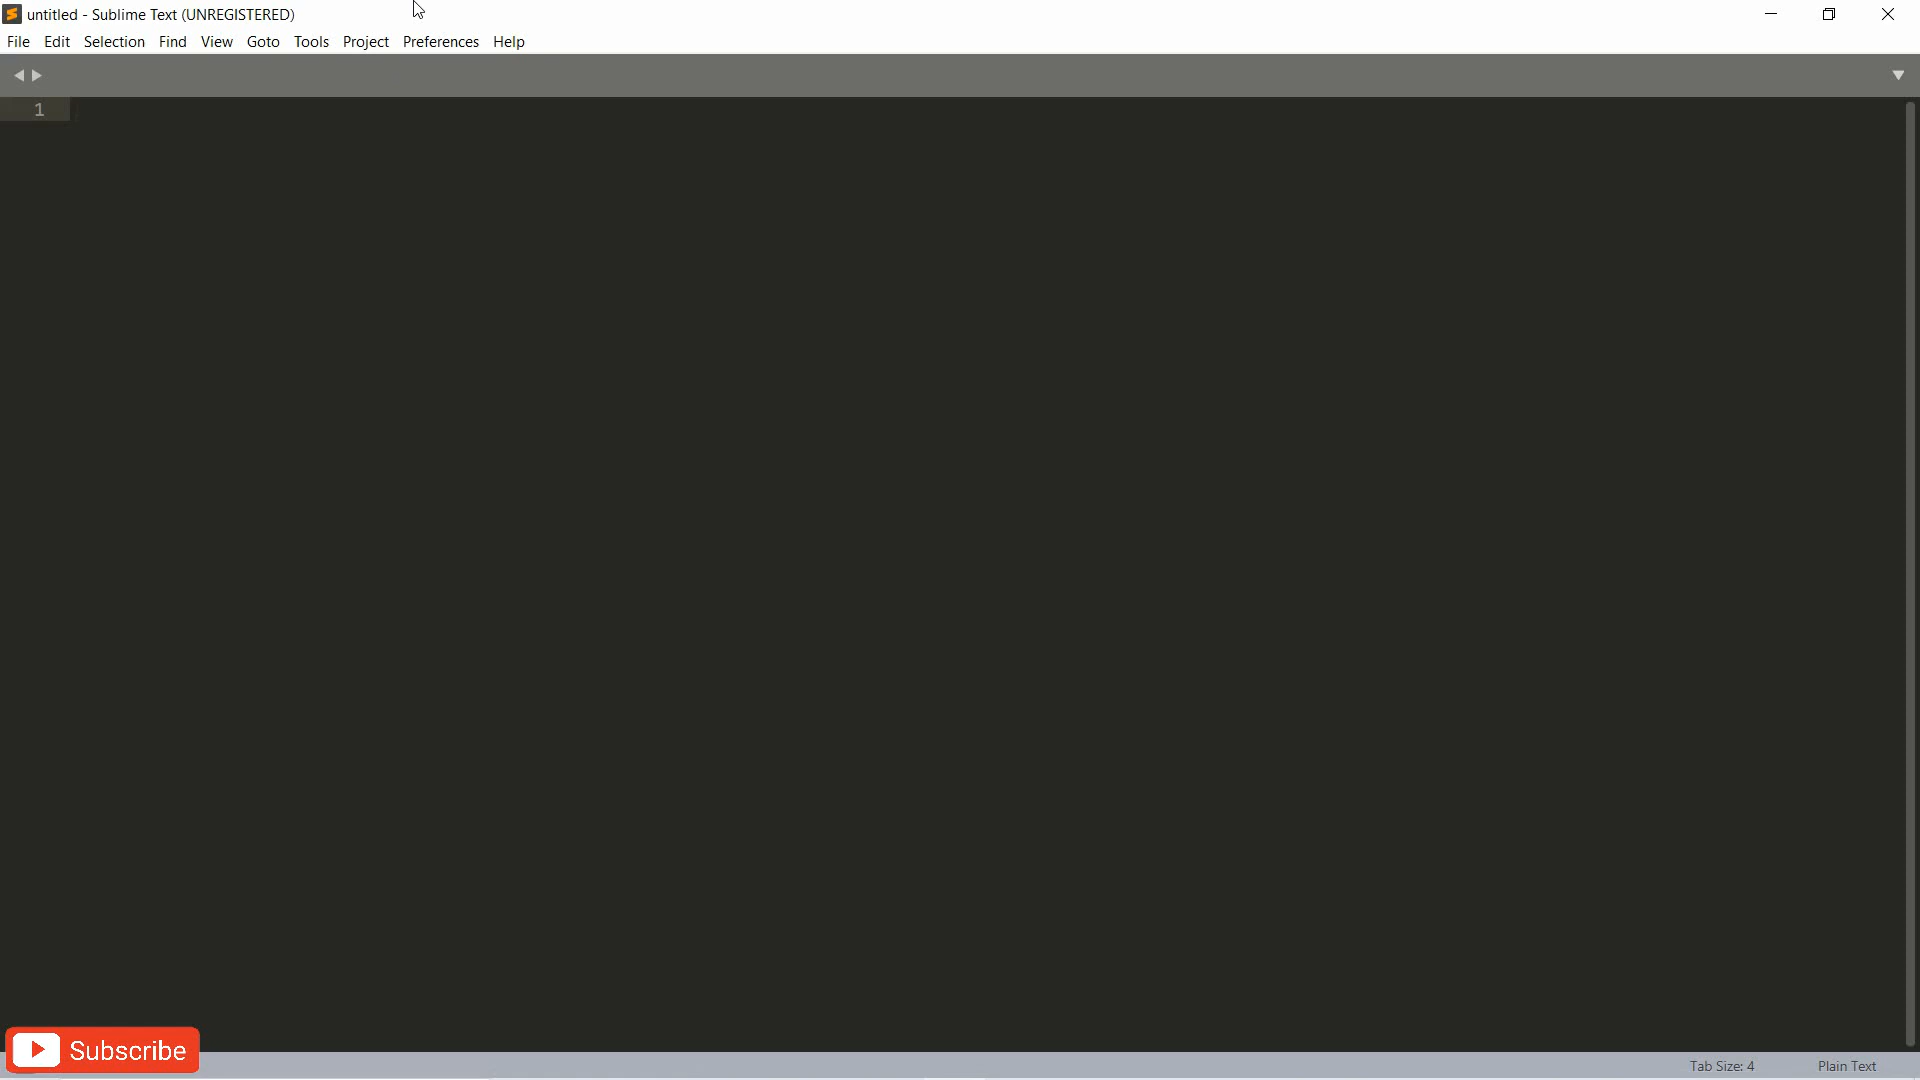 untitled - Sublime Text (UNREGISTERED)
File Edit Selection Find View Goto Tools Project Preferences Help
1
Subscribe
Tab Size: 4 Plain Text